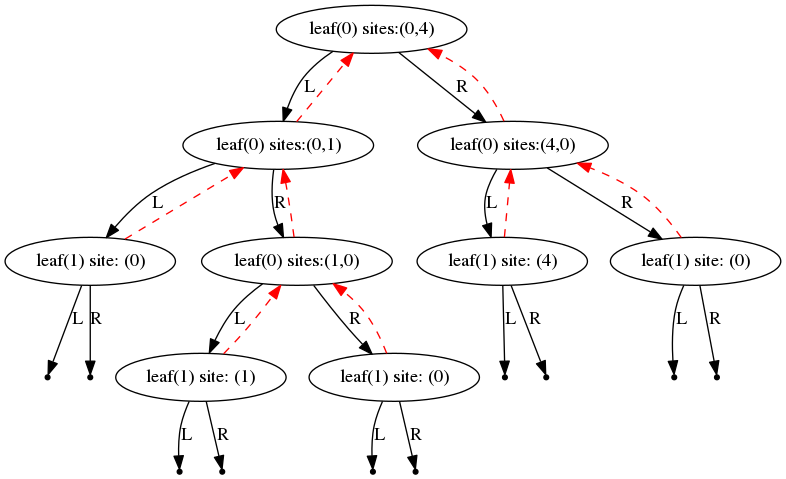 leaf(0) sites:(0,4)
L
R
leaf(0) sites:(0,1)
leaf(0) sites:(4,0)
L
R
L
R
leaf(1) site: (0)
leaf(0) sites:(1,0)
leaf(1) site: (4)
leaf(1) site: (0)
L
R
L
R
L
R
L
R
leaf(1) site: (1)
leaf(1) site: (0)
L
R
L
R